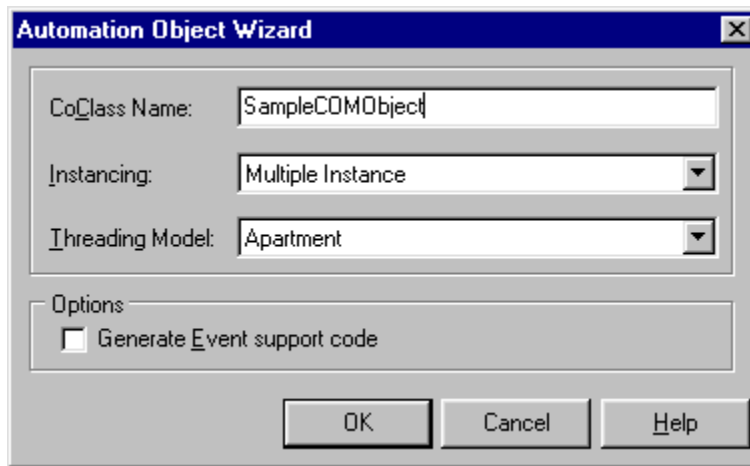 Automation Object Wizard
CoClass Name: SampleCOMObject
Instancing: Multiple Instance
Threading Model: Apartment
Options
Generate Event support code
OK Cancel Help